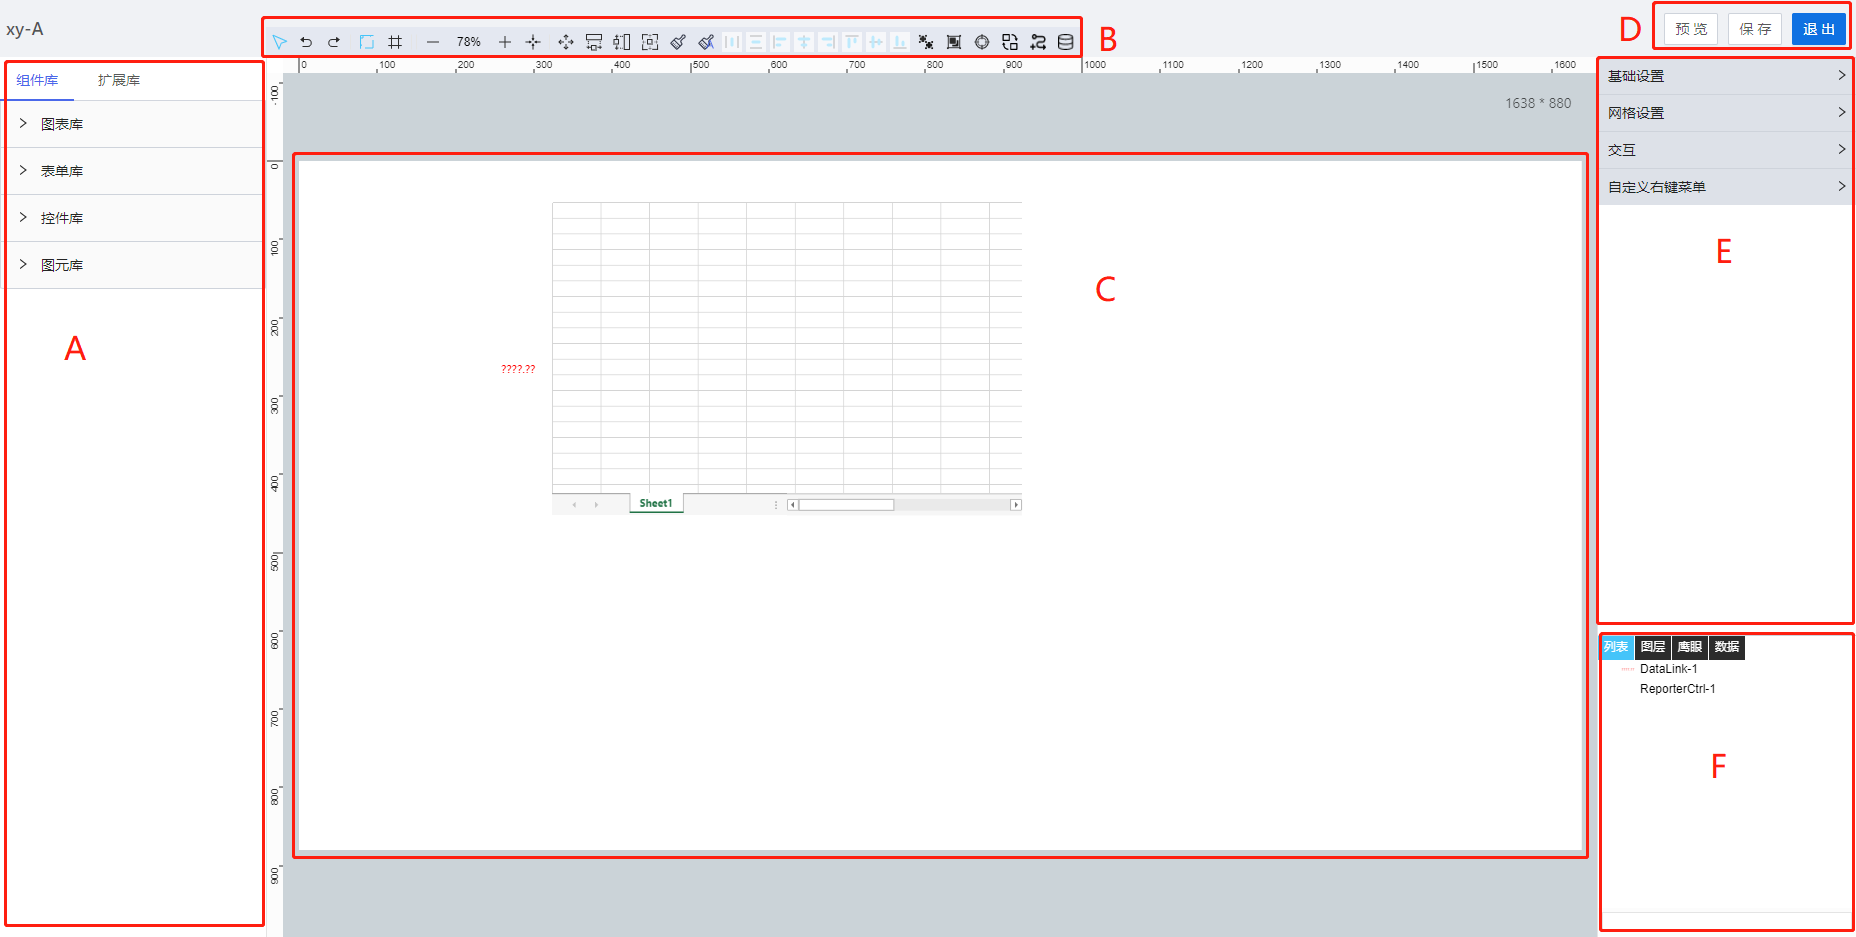 xy-A
78%
B
D
预 览
保 存
退 出
组件库
扩展库
图表库
表单库
控件库
图元库
A
0
100
200
300
400
500
600
700
800
900
1000
1100
1200
1300
1400
1500
1600
-100
0
100
200
300
400
500
600
700
800
900
1638 * 880
C
????.??
Sheet1
基础设置
网格设置
交互
自定义右键菜单
E
列表
图层
鹰眼
数据
DataLink-1
ReporterCtrl-1
F